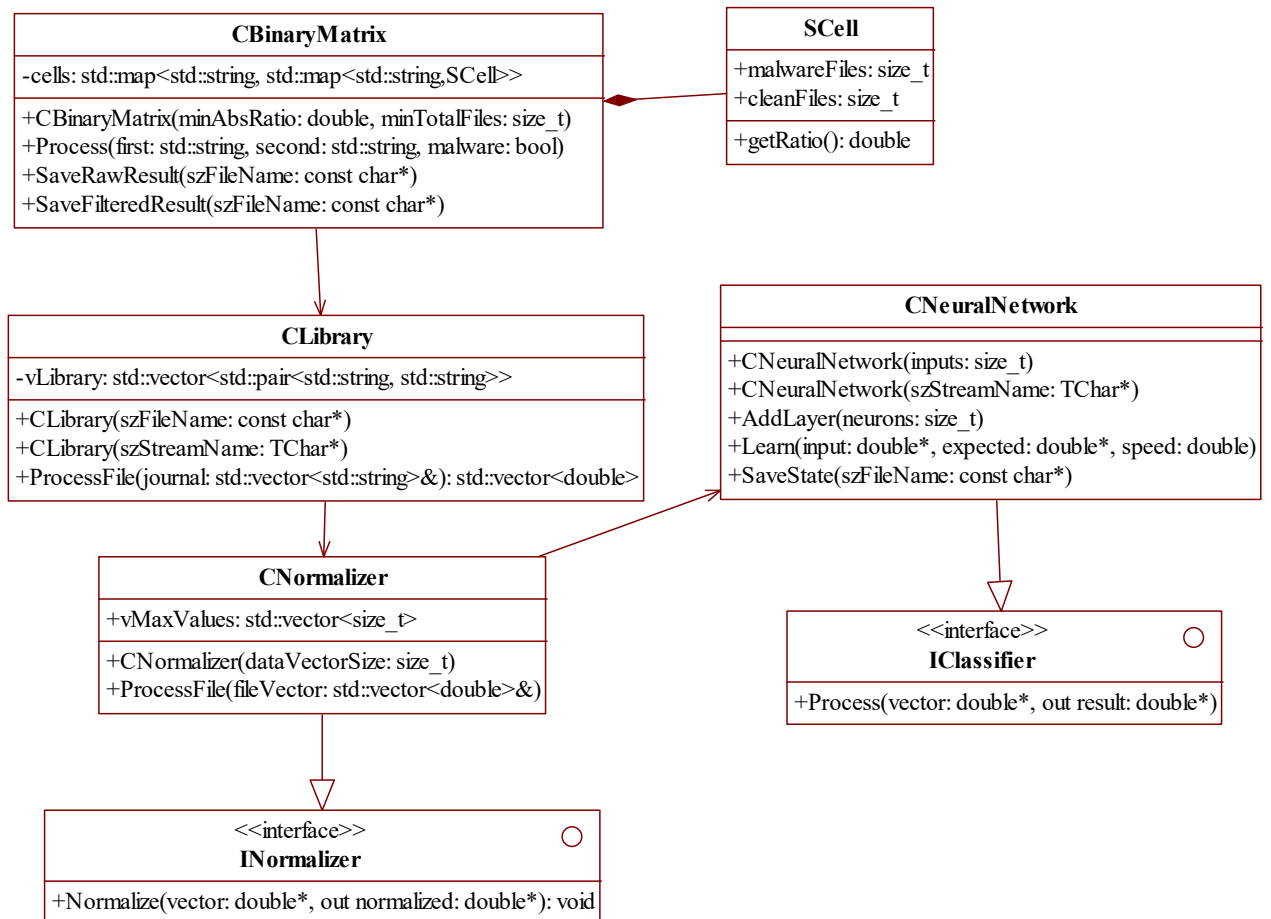 CBinaryMatrix
-cells: std::map<std::string, std::map<std::string,SCell>>
+CBinaryMatrix(minAbsRatio: double, minTotalFiles: size_t)
+Process(first: std::string, second: std::string, malware: bool)
+SaveRawResult(szFileName: const char*)
+SaveFilteredResult(szFileName: const char*)
SCell
+malwareFiles: size_t
+cleanFiles: size_t
+getRatio(): double
CLibrary
-vLibrary: std::vector<std::pair<std::string, std::string>>
+CLibrary(szFileName: const char*)
+CLibrary(szStreamName: TChar*)
+ProcessFile(journal: std::vector<std::string>&): std::vector<double>
CNeuralNetwork
+CNeuralNetwork(inputs: size_t)
+CNeuralNetwork(szStreamName: TChar*)
+AddLayer(neurons: size_t)
+Learn(input: double*, expected: double*, speed: double)
+SaveState(szFileName: const char*)
CNormalizer
+vMaxValues: std::vector<size_t>
+CNormalizer(dataVectorSize: size_t)
+ProcessFile(fileVector: std::vector<double>&)
<<interface>>
IClassifier
+Process(vector: double*, out result: double*)
<<interface>>
INormalizer
+Normalize(vector: double*, out normalized: double*): void